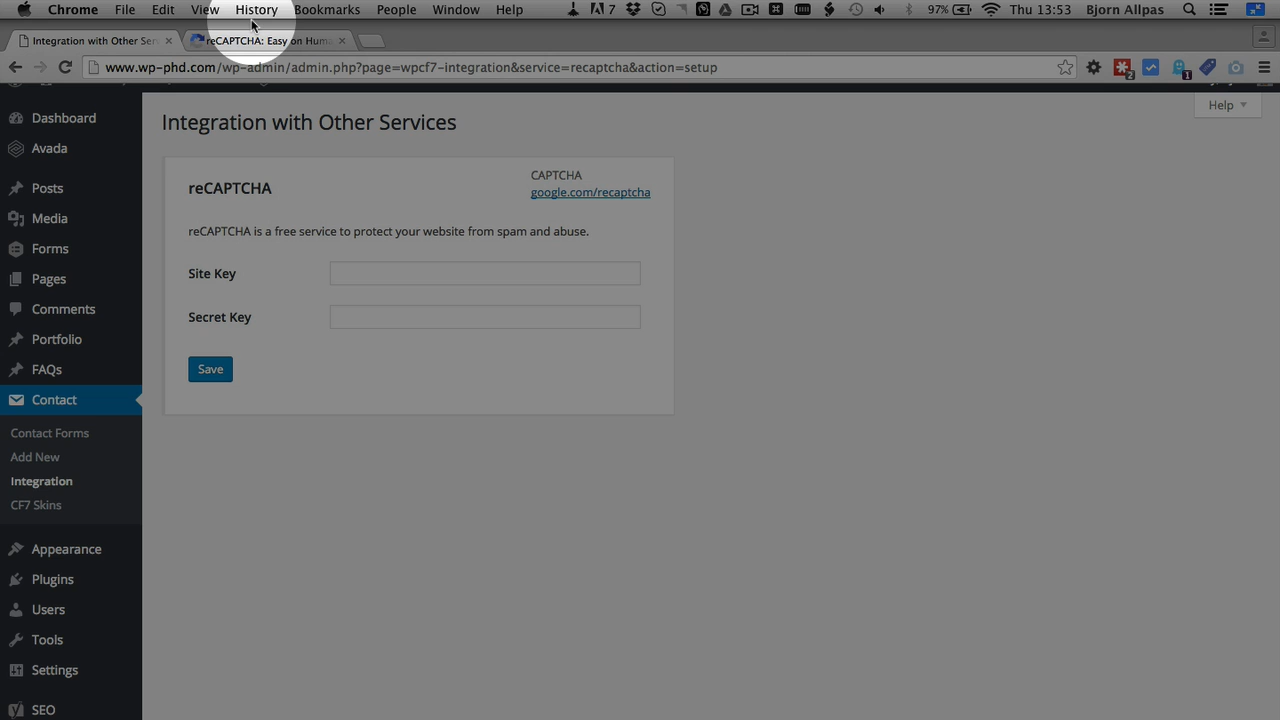 Chrome File Edit View History Bookmarks People Window Help 7 97% Thu 13:53 Bjorn Allpas
Integration with Other Ser reCAPTCHA: Easy on Huma
www.wp-phd.com/wp-admin/admin.php?page=wpcf7-integration&service=recaptcha&action=setup 2 1
Help
Integration with Other Services
reCAPTCHA
CAPTCHA
google.com/recaptcha
reCAPTCHA is a free service to protect your website from spam and abuse.
Site Key
Secret Key
Save
Dashboard
Avada
Posts
Media
Forms
Pages
Comments
Portfolio
FAQs
Contact
Contact Forms
Add New
Integration
CF7 Skins
Appearance
Plugins
Users
Tools
Settings
SEO